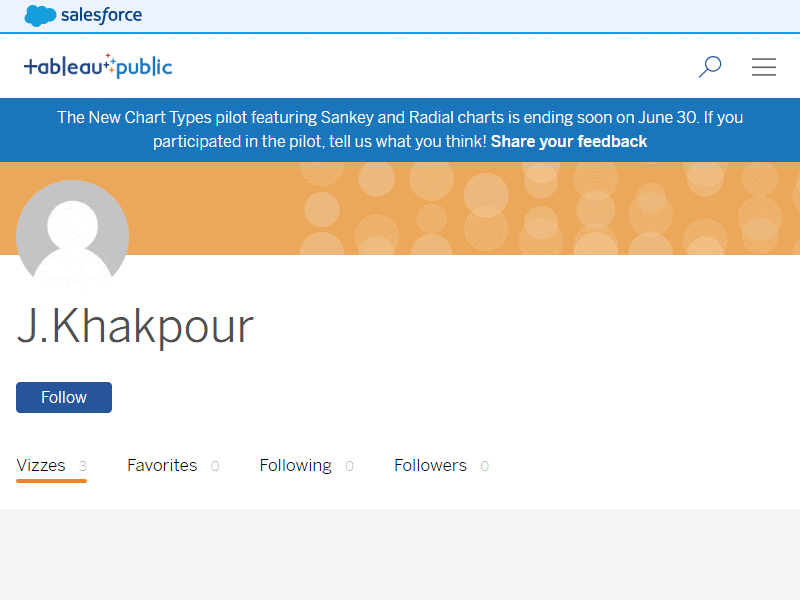 salesforce
+ableau public
The New Chart Types pilot featuring Sankey and Radial charts is ending soon on June 30. If you
participated in the pilot, tell us what you think! Share your feedback
J.Khakpour
Follow
Vizzes 3 Favorites 0 Following 0 Followers 0